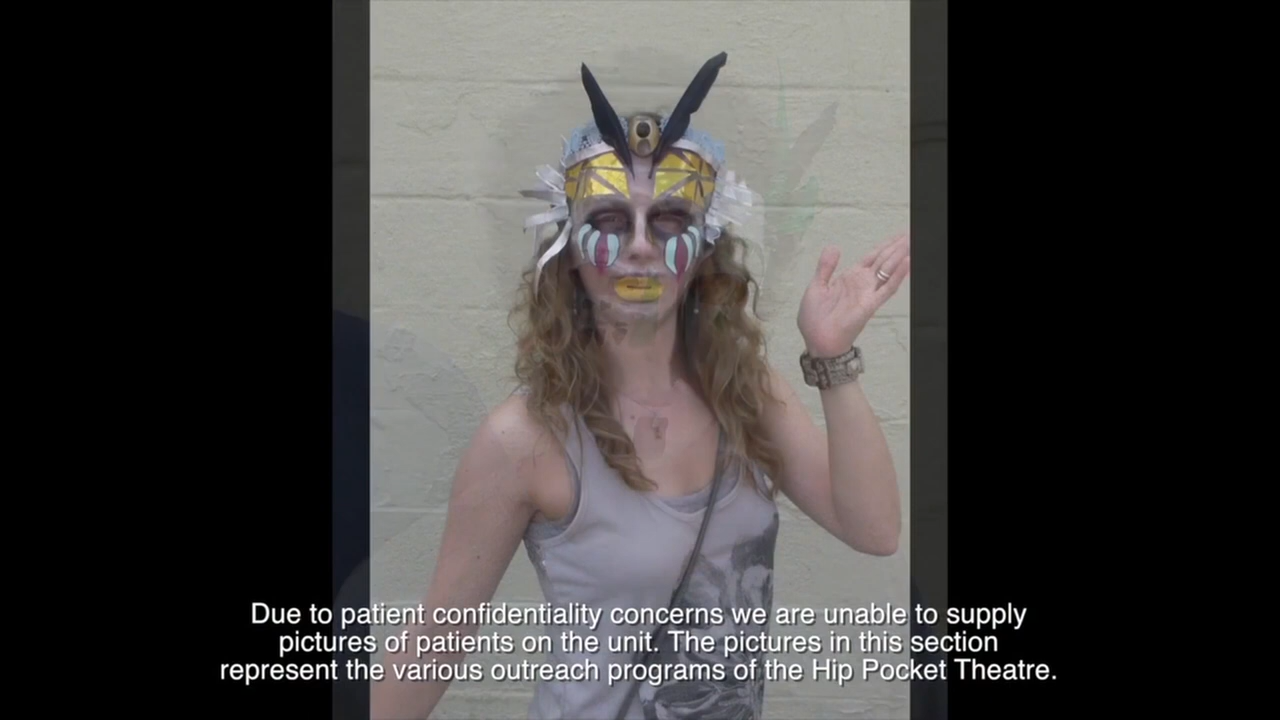 Due to patient confidentiality concerns we are unable to supply
pictures of patients on the unit. The pictures in this section
represent the various outreach programs of the Hip Pocket Theatre.